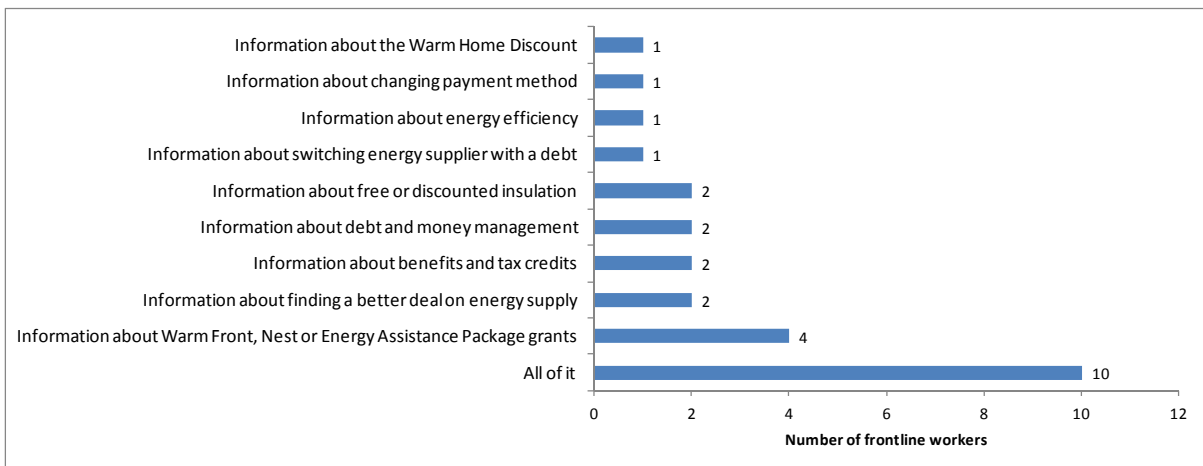 Information about the Warm Home Discount 1
Information about changing payment method 1
Information about energy efficiency 1
Information about switching energy supplier with a debt 1
Information about free or discounted insulation 2
Information about debt and money management 2
Information about benefits and tax credits 2
Information about finding a better deal on energy supply 2
Information about Warm Front, Nest or Energy Assistance Package grants 4
All of it 10
0 2 4 6 8 10 12
Number of frontline workers